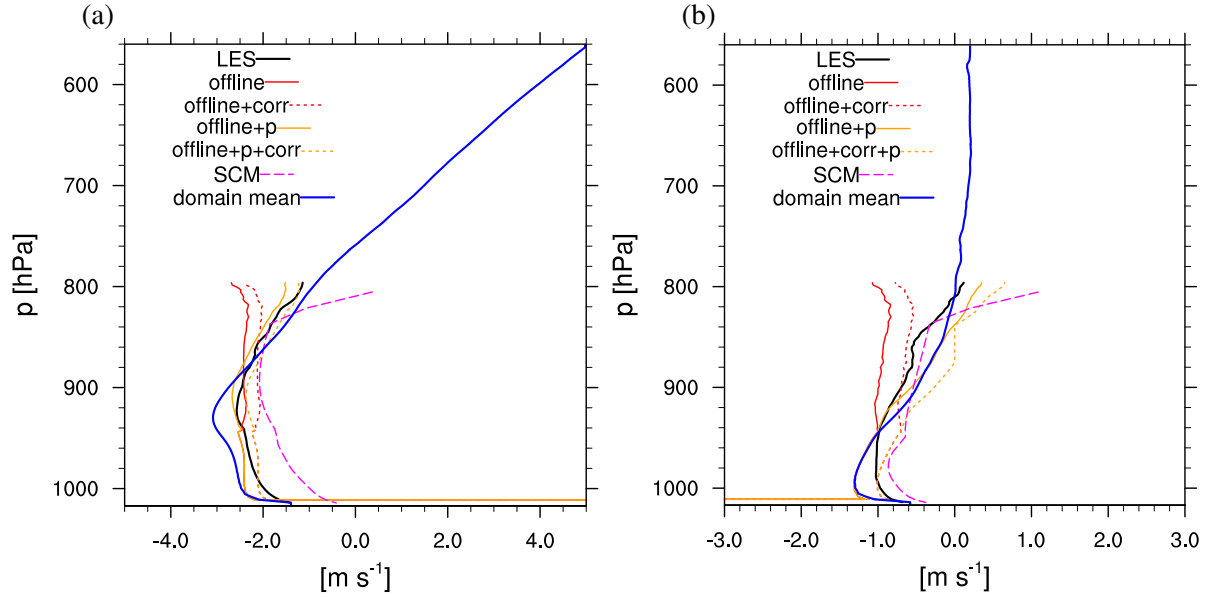 (a)
LES
offline
offline+corr
offline+p
offline+p+corr
SCM
domain mean
600
700
800
900
1000
p [hPa]
-4.0 -2.0 0.0 2.0 4.0
[m s-1]
(b)
LES
offline
offline+corr
offline+p
offline+corr+p
SCM
domain mean
600
700
800
900
1000
p [hPa]
-3.0 -2.0 -1.0 0.0 1.0 2.0 3.0
[m s-1]